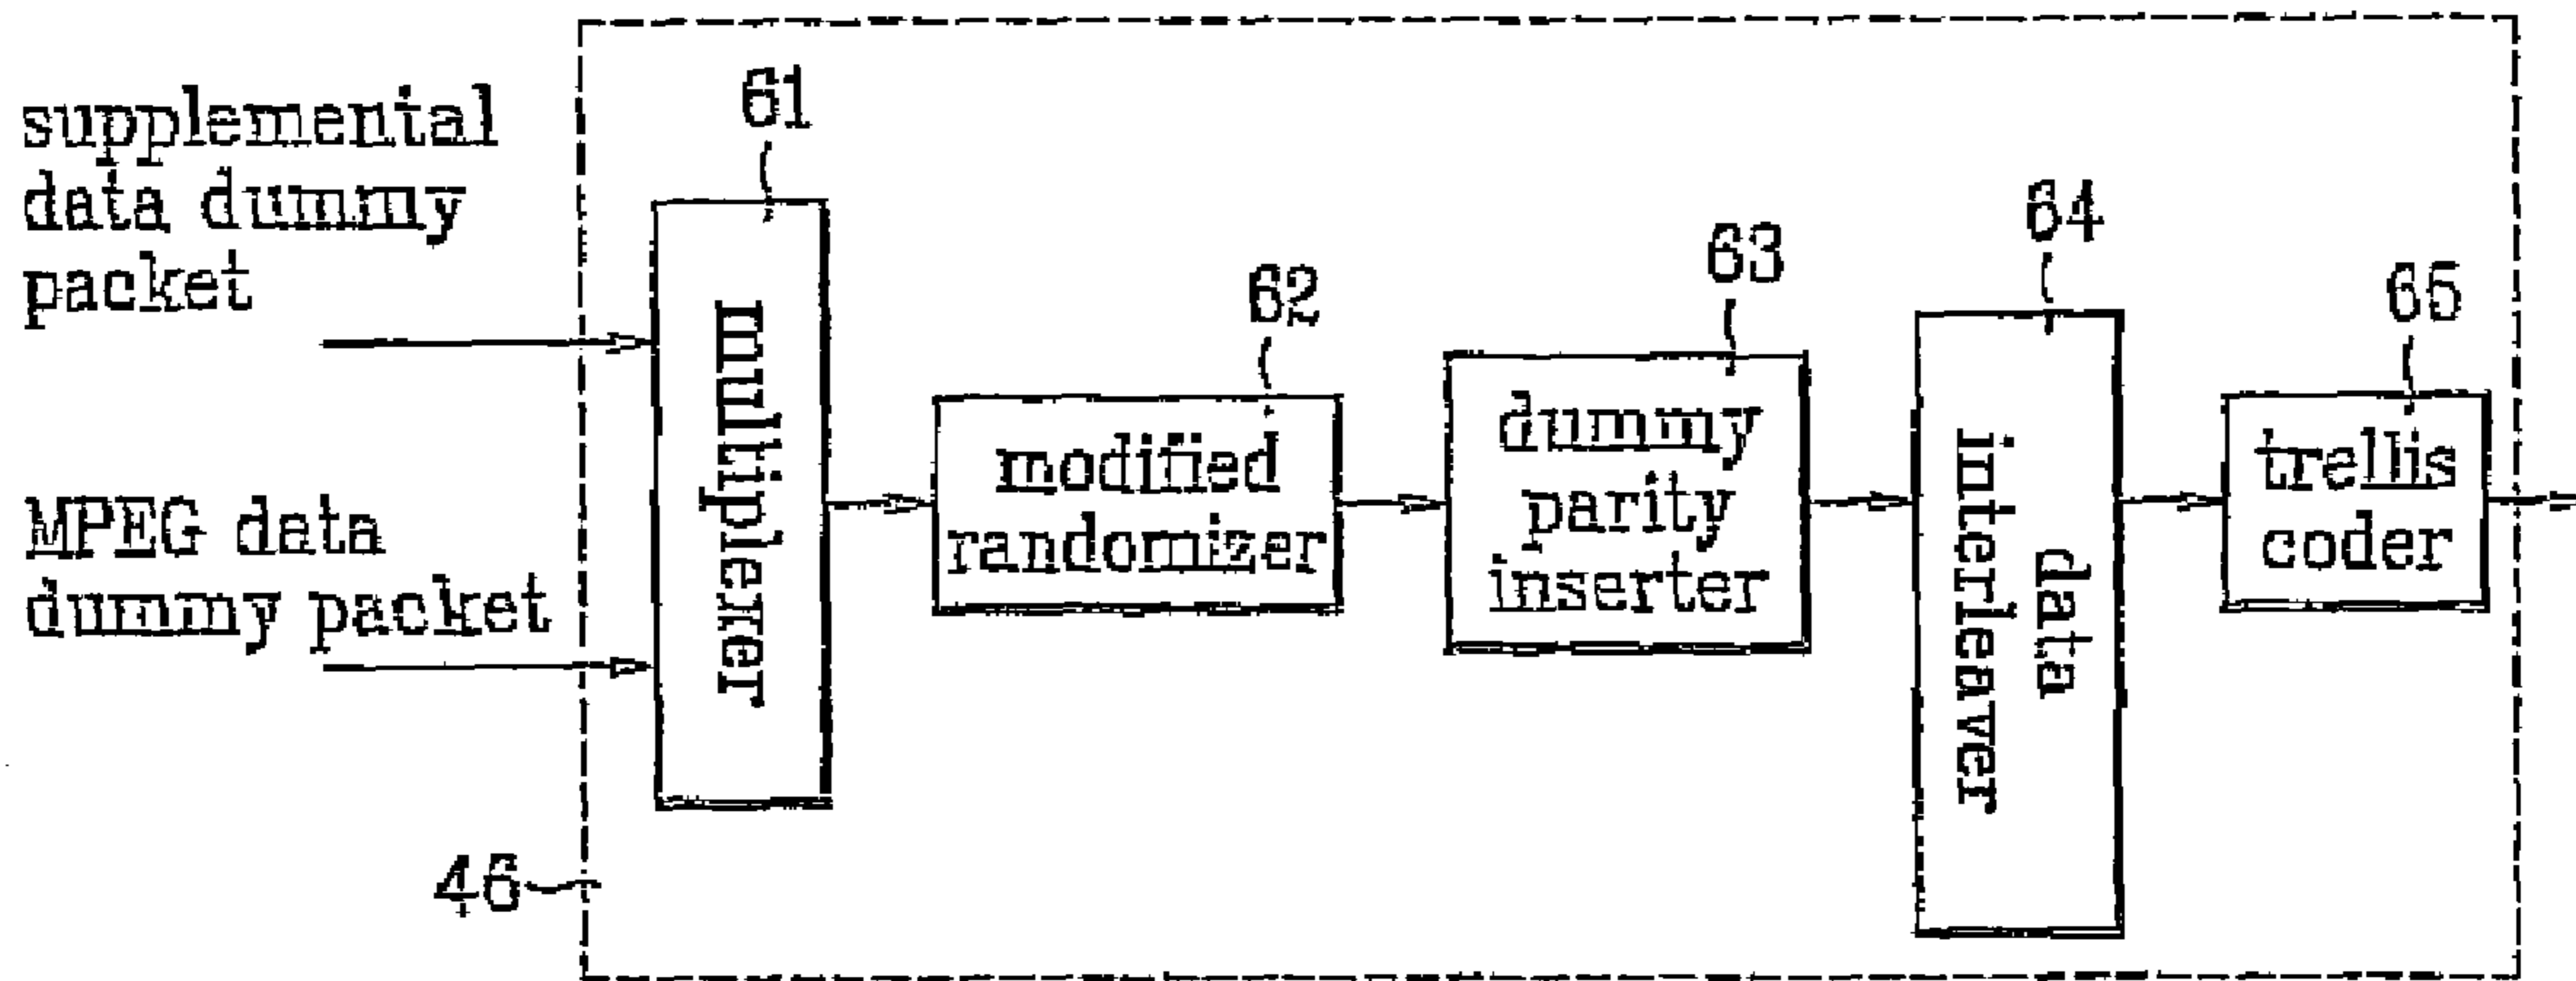 supplemental
data dummy
packet
MPEG data
dummy packet
46
61
multiplexer
62
modified
randomizer
63
dummy
parity
inserter
64
data
interleaver
65
trellis
coder